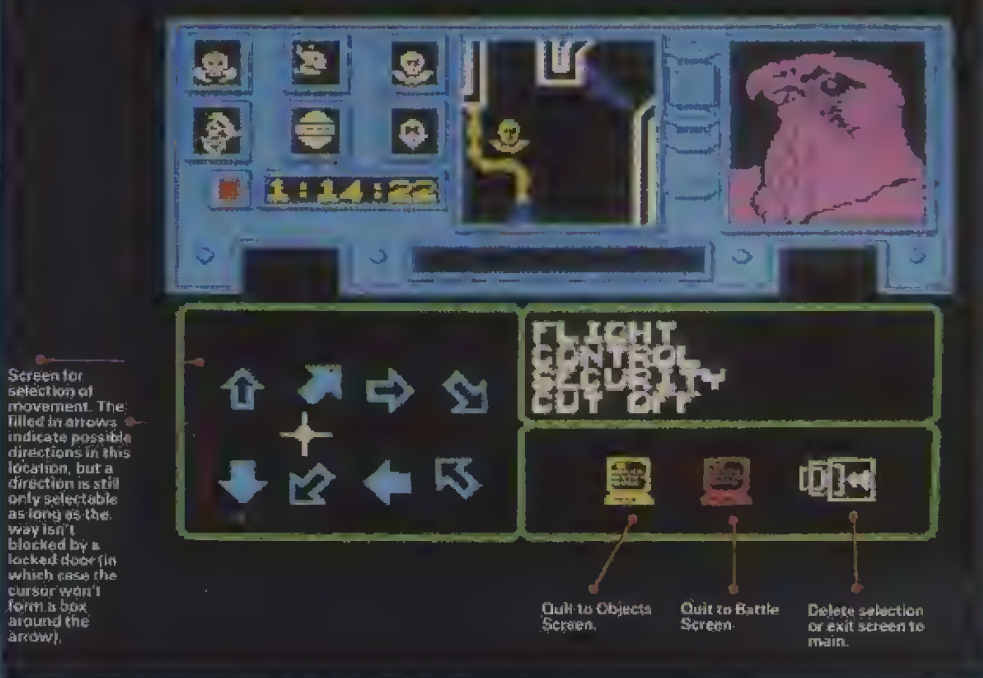 1:14:22
FLIGHT
CONTROL
SECURITY
CUT OFF
Screen for
selection of
movement. The
filled in arrows
indicate possible
directions in this
location, but a
direction is still
only selectable
as long as the
way isn't
blocked by a
locked door (in
which case the
cursor won't
form a box
around the
arrow).
Quit to Objects
Screen.
Quit to Battle
Screen.
Delete selection
or exit screen to
main.